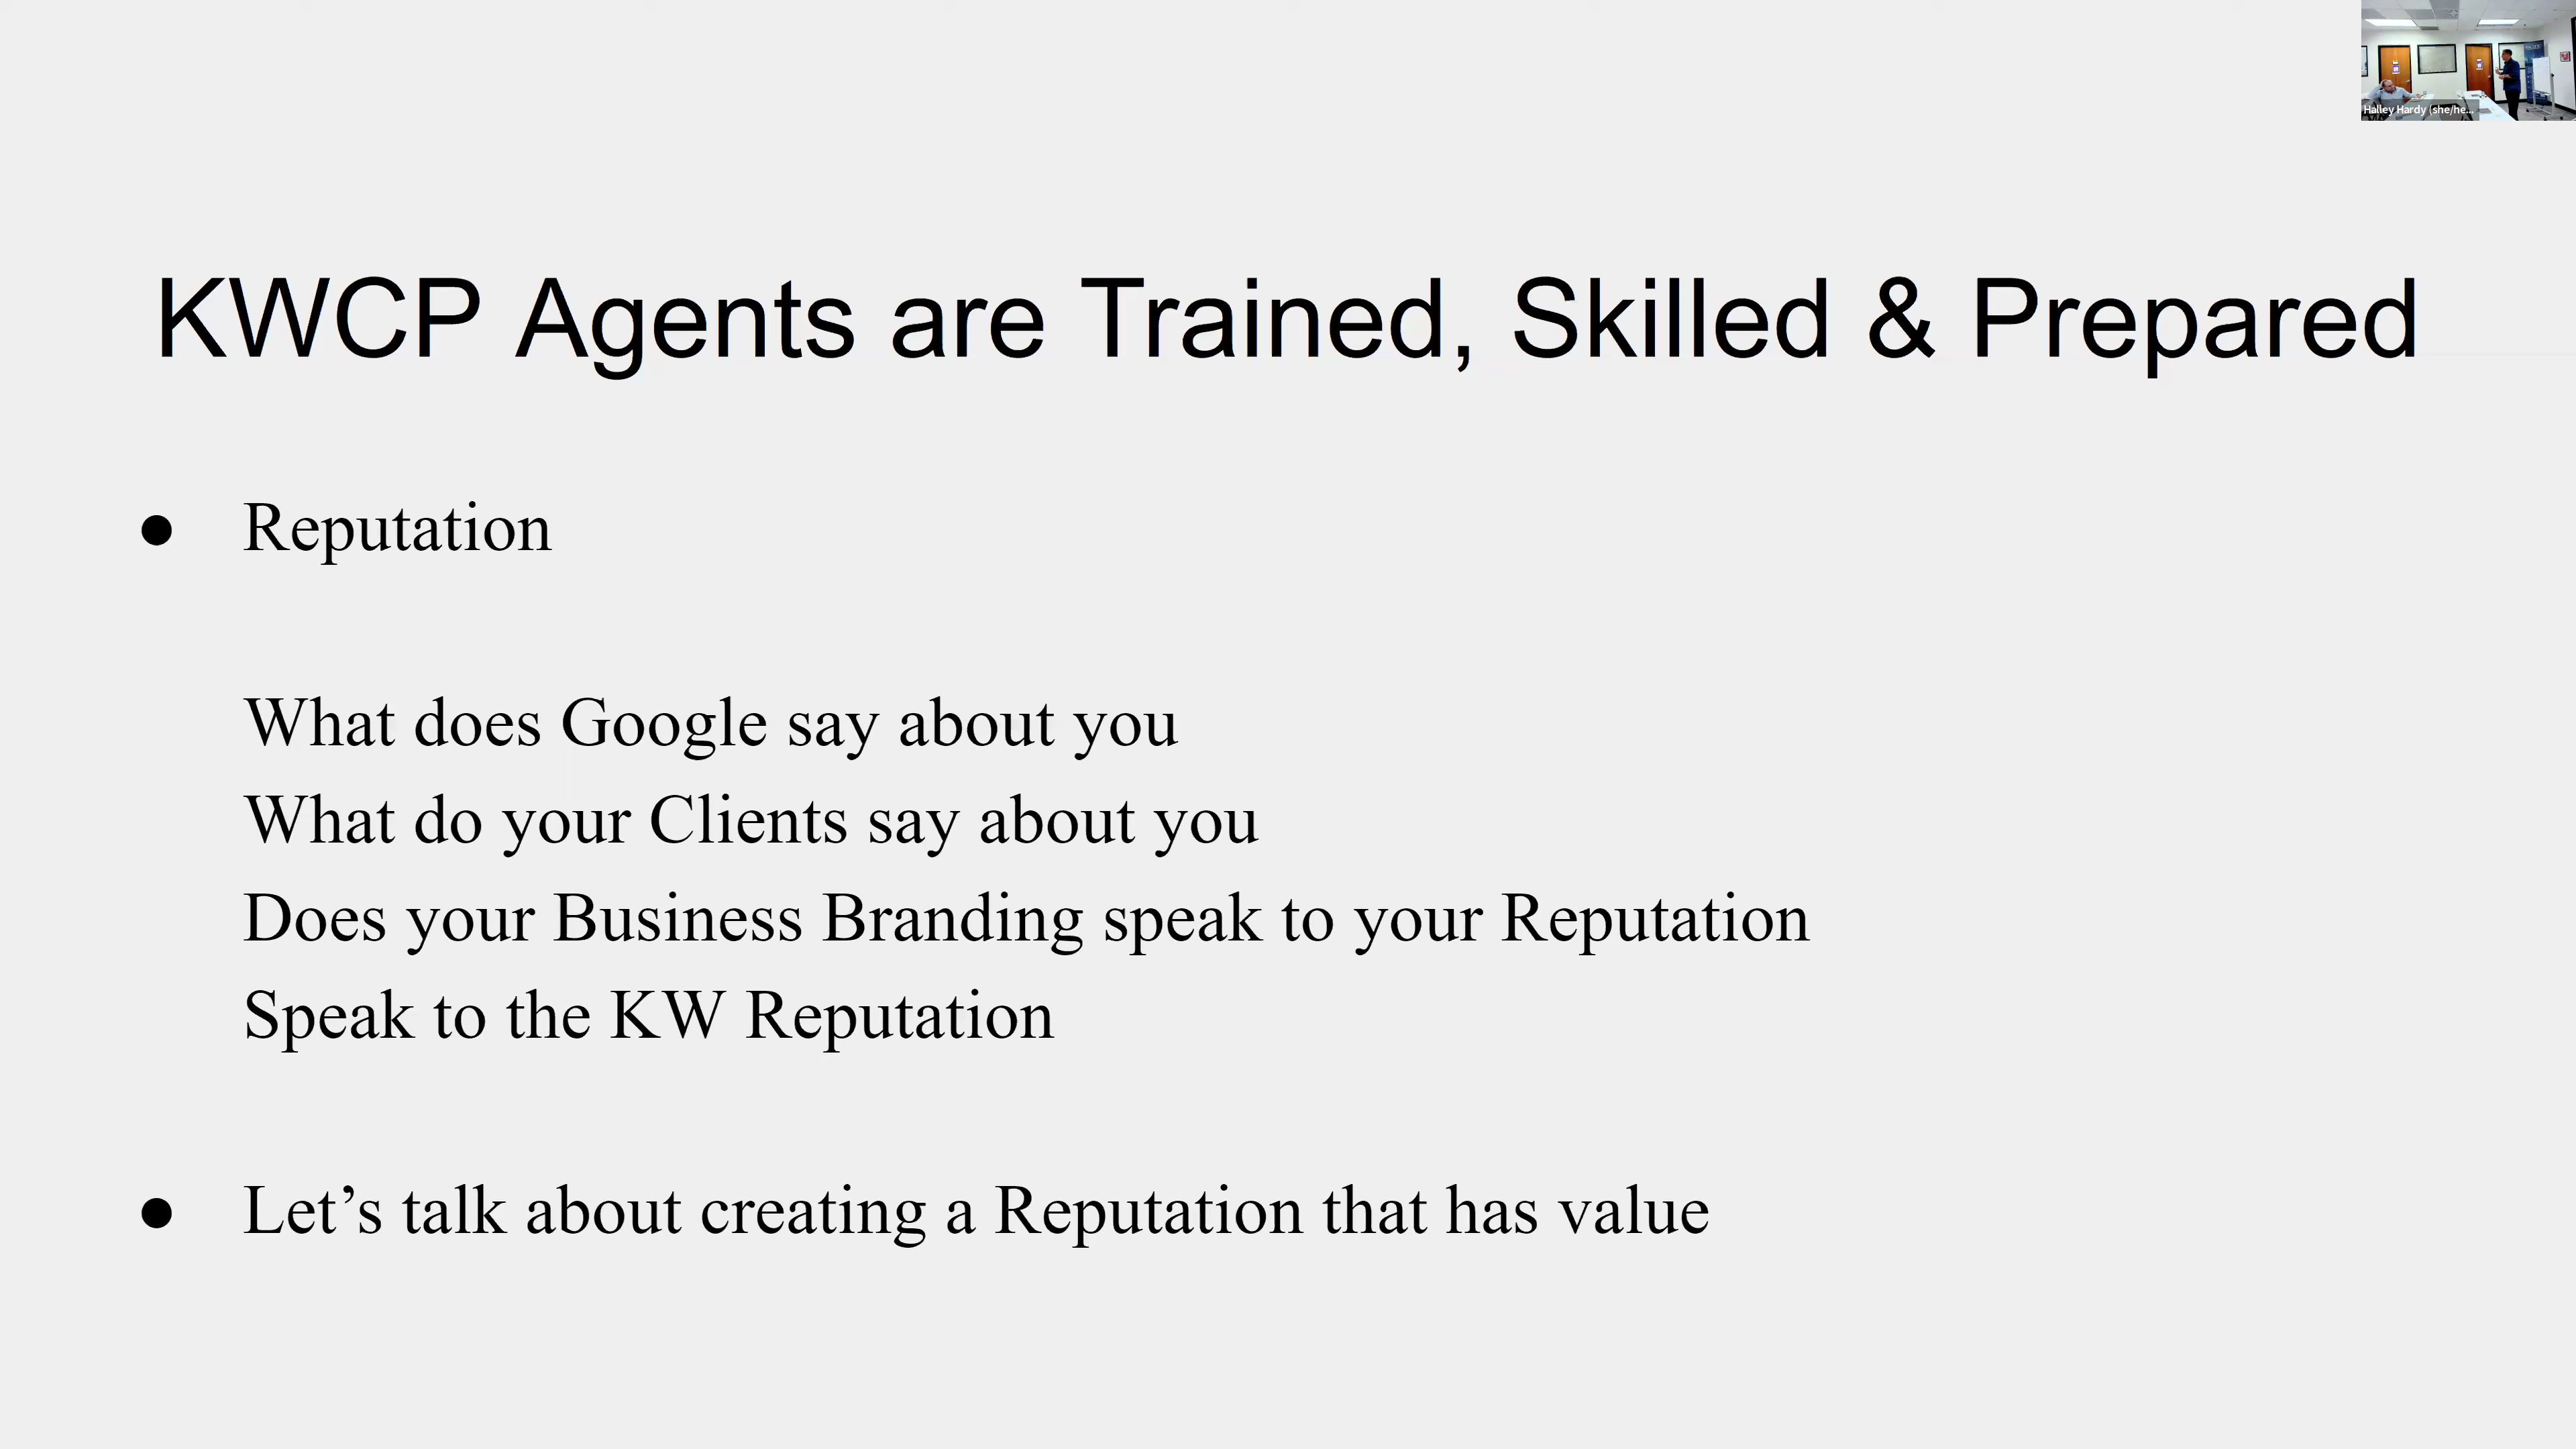 Halley Hardy (she/he...
KWCP Agents are Trained, Skilled & Prepared
● Reputation
What does Google say about you
What do your Clients say about you
Does your Business Branding speak to your Reputation
Speak to the KW Reputation
● Let’s talk about creating a Reputation that has value